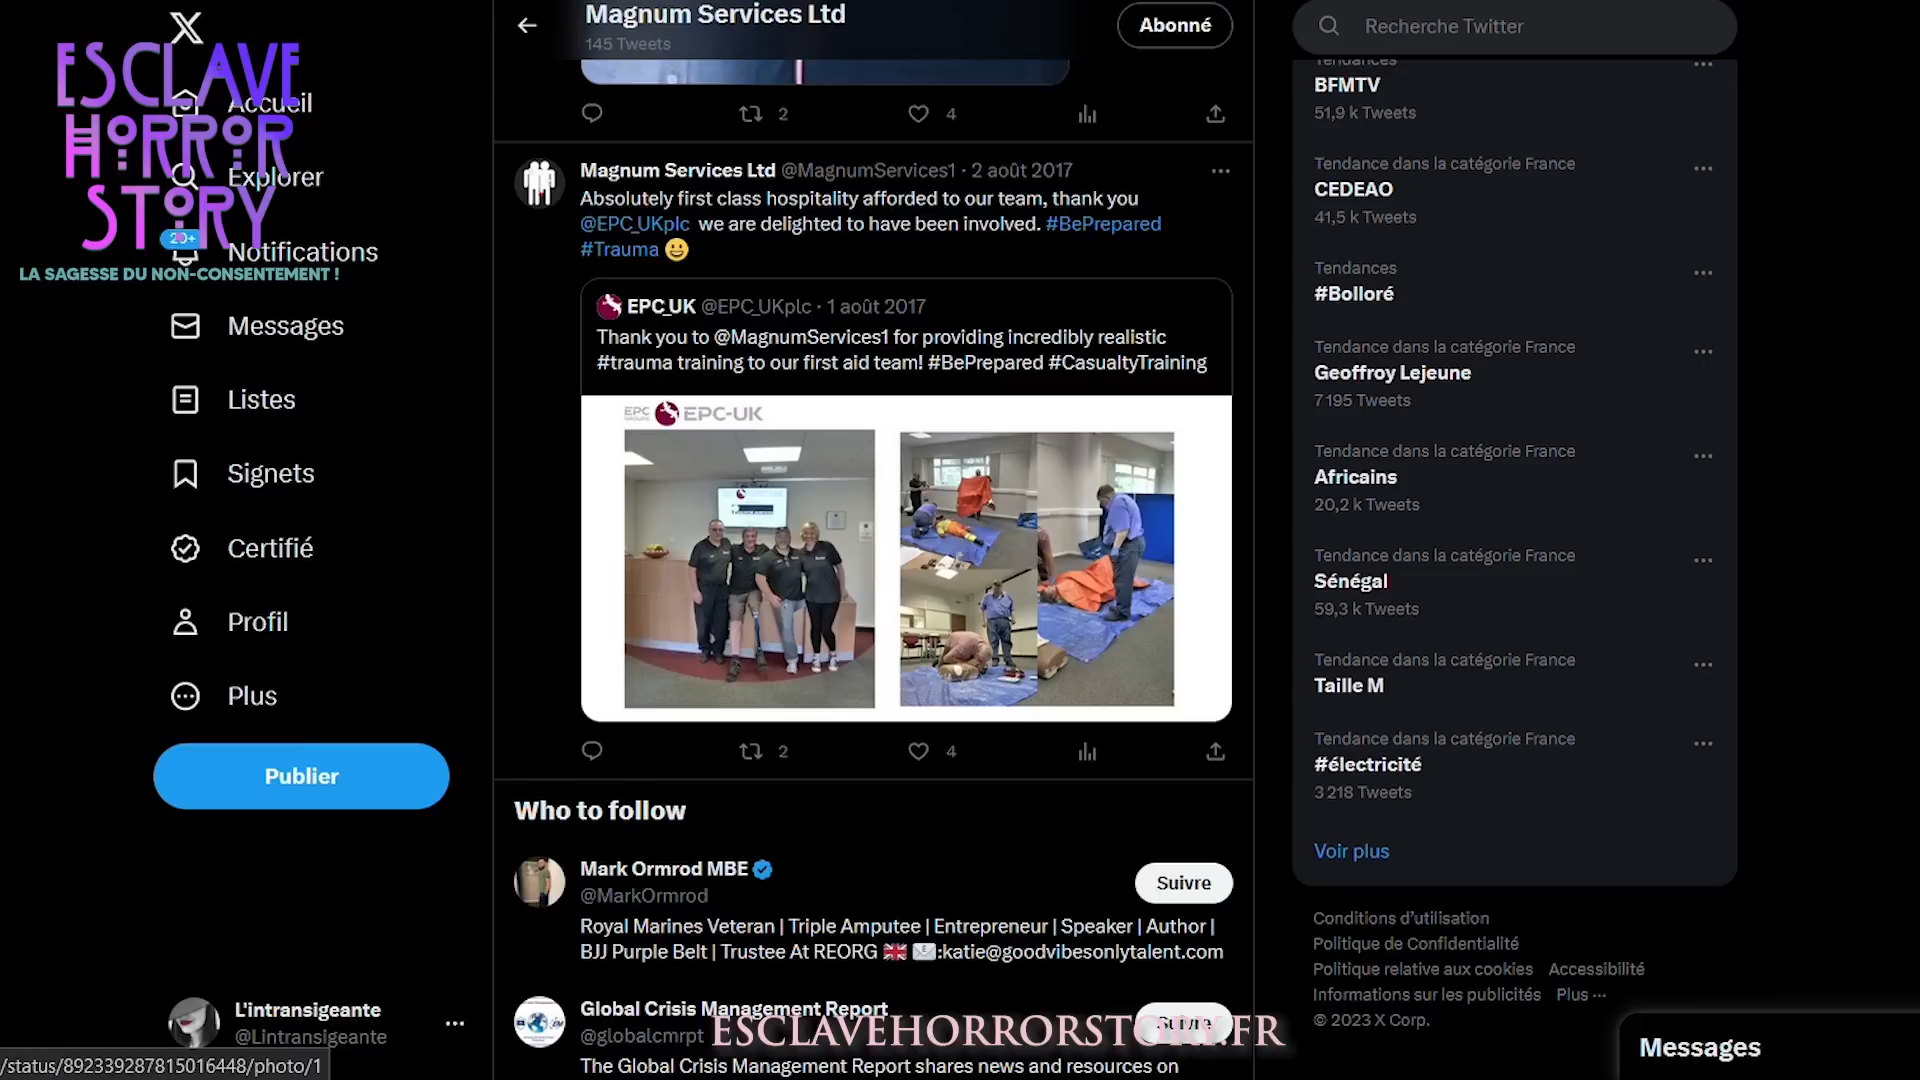 ESCLAVE
HORROR
STORY
LA SAGESSE DU NON-CONSENTEMENT !
Accueil
Explorer
20+
Notifications
Messages
Listes
Signets
Certifié
Profil
Plus
Publier
L'intransigeante
@Lintransigeante
/status/892339287815016448/photo/1
Magnum Services Ltd
145 Tweets
Abonné
2
4
Magnum Services Ltd @MagnumServices1 · 2 août 2017
Absolutely first class hospitality afforded to our team, thank you
@EPC_UKplc we are delighted to have been involved. #BePrepared
#Trauma
EPC_UK @EPC_UKplc · 1 août 2017
Thank you to @MagnumServices1 for providing incredibly realistic
#trauma training to our first aid team! #BePrepared #CasualtyTraining
EPC EPC-UK
2
4
Who to follow
Mark Ormrod MBE
@MarkOrmrod
Suivre
Royal Marines Veteran | Triple Amputee | Entrepreneur | Speaker | Author |
BJJ Purple Belt | Trustee At REORG :katie@goodvibesonlytalent.com
Global Crisis Management Report
@globalcmrpt
Suivre
ESCLAVEHORRORSTORY.FR
The Global Crisis Management Report shares news and resources on
Recherche Twitter
Tendances
BFMTV
51,9 k Tweets
Tendance dans la catégorie France
CEDEAO
41,5 k Tweets
Tendances
#Bolloré
Tendance dans la catégorie France
Geoffroy Lejeune
7 195 Tweets
Tendance dans la catégorie France
Africains
20,2 k Tweets
Tendance dans la catégorie France
Sénégal
59,3 k Tweets
Tendance dans la catégorie France
Taille M
Tendance dans la catégorie France
#électricité
3 218 Tweets
Voir plus
Conditions d'utilisation
Politique de Confidentialité
Politique relative aux cookies Accessibilité
Informations sur les publicités Plus ···
© 2023 X Corp.
Messages